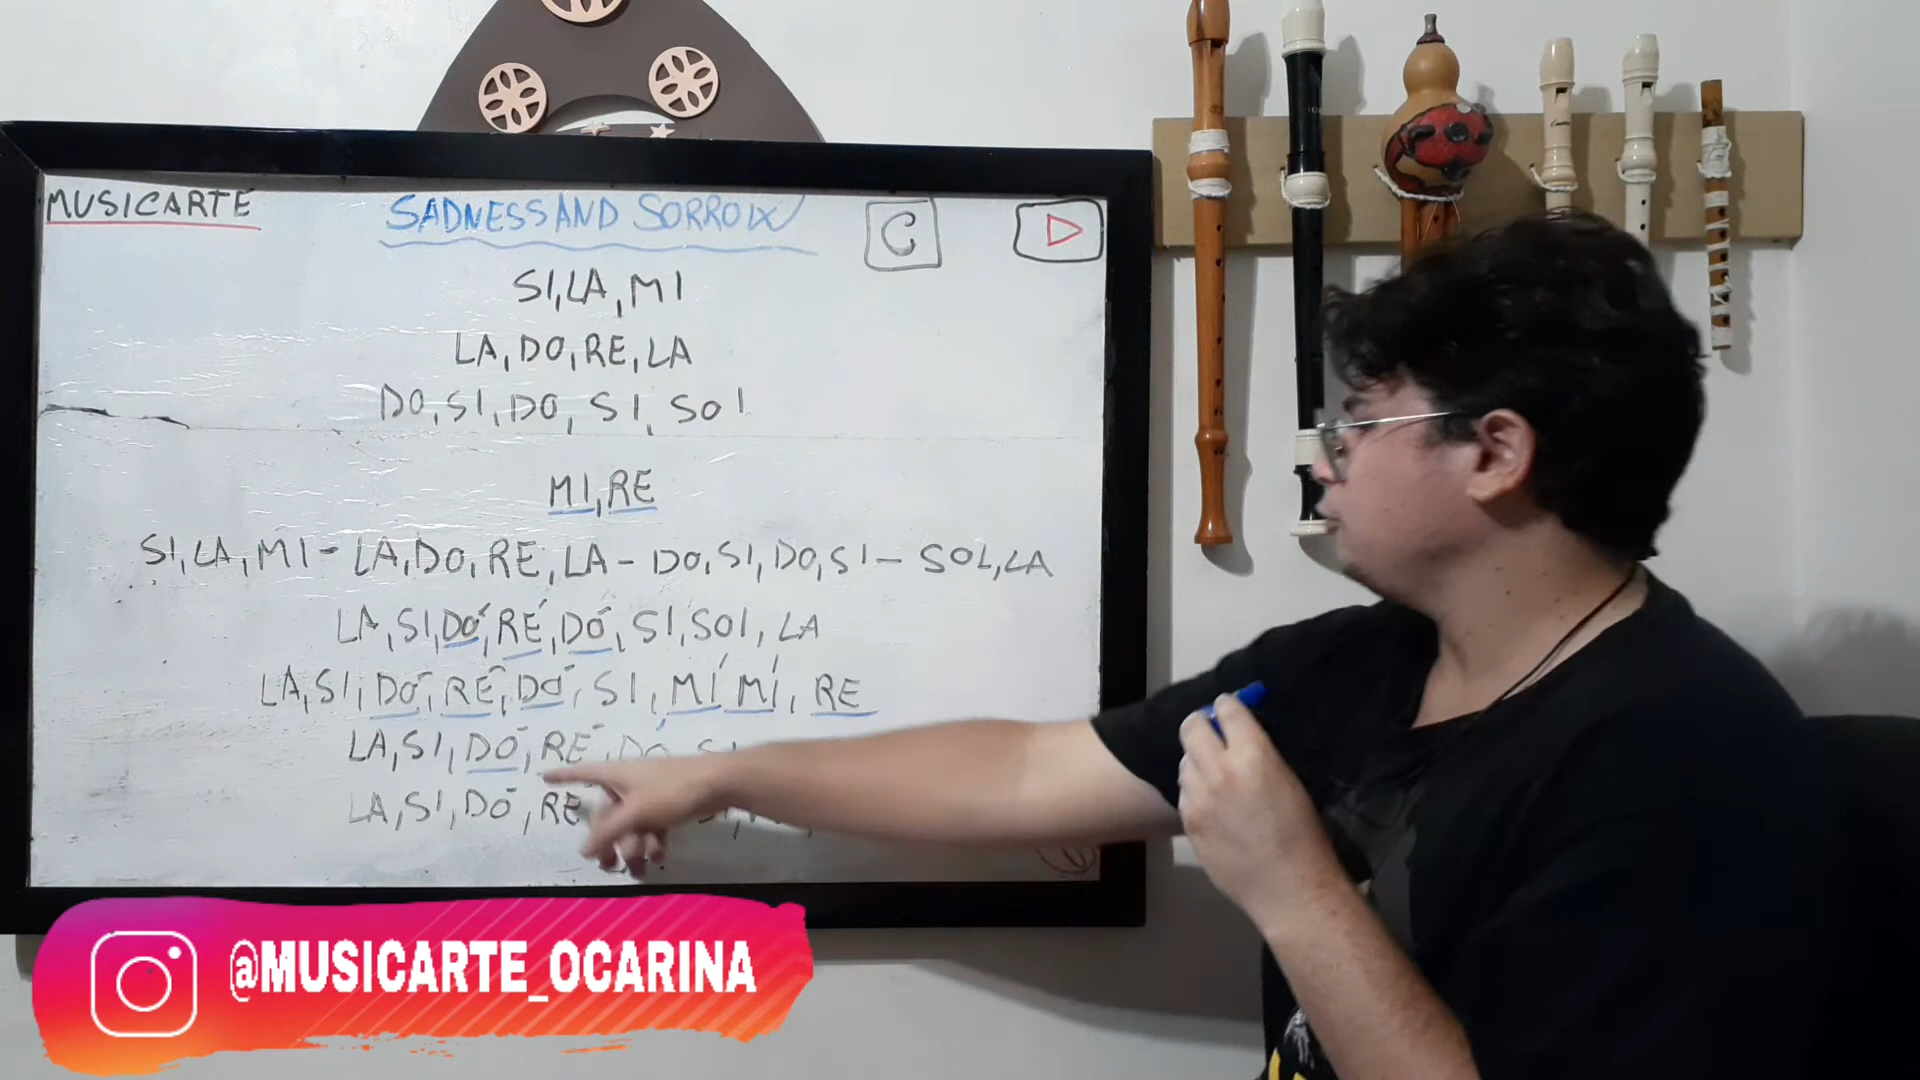 MUSICARTE
SADNESS AND SORROW
C
SI, LA, MI
LA, DO, RE, LA
DO, SI, DO, SI, SOL
MI, RE
SI, LA, MI - LA, DO, RE, LA - DO, SI, DO, SI - SOL, LA
LA, SI, DÓ, RÉ, DÓ, SI, SOL, LA
LA, SI, DÓ, RÉ, DÓ, SI, MÍ MÍ, RE
LA, SI, DÓ, RÉ, DÓ, SI
LA, SI, DÓ, RE
@MUSICARTE_OCARINA